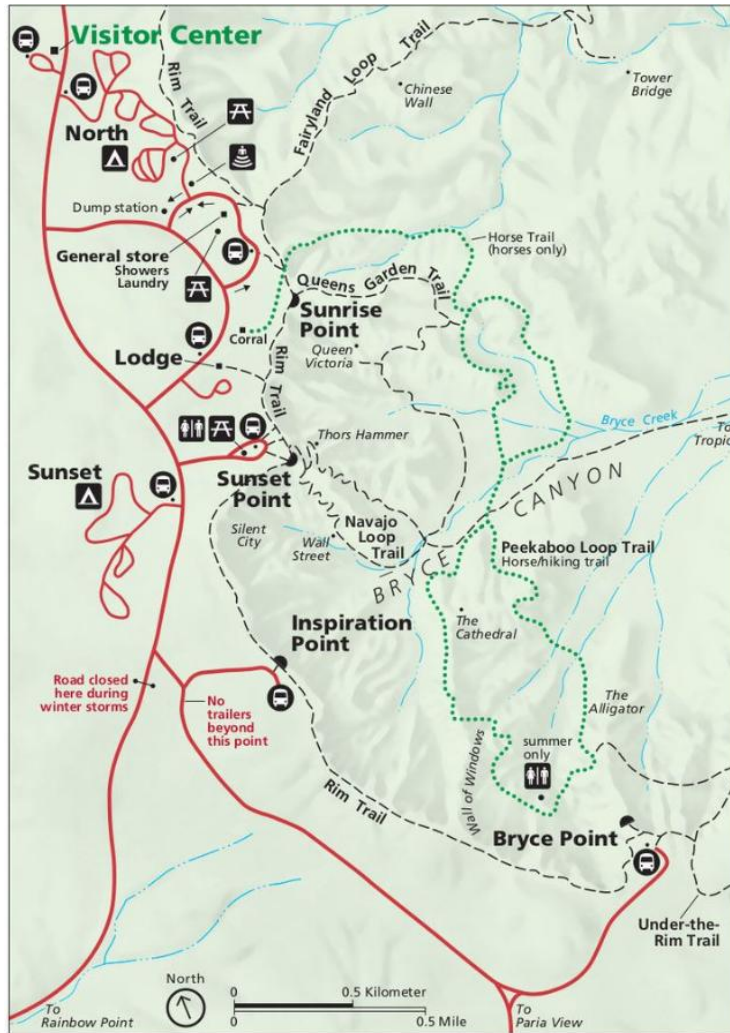 Visitor Center
Rim Trail
Fairyland Loop Trail
Chinese
Wall
Tower
Bridge
North
Dump station
General store
Showers
Laundry
Horse Trail
(horses only)
Queens Garden Trail
Sunrise
Point
Corral
Queen
Victoria
Lodge
Rim Trail
Bryce Creek
To
Tropic
Thors Hammer
Sunset
Sunset
Point
Silent
City
Wall
Street
Navajo
Loop
Trail
BRYCE CANYON
Peekaboo Loop Trail
Horse/hiking trail
The
Cathedral
Inspiration
Point
Road closed
here during
winter storms
No
trailers
beyond
this point
The
Alligator
summer
only
Wall of Windows
Rim Trail
Bryce Point
Under-the-
Rim Trail
North
0 0.5 Kilometer
0 0.5 Mile
To
Rainbow Point
To
Paria View